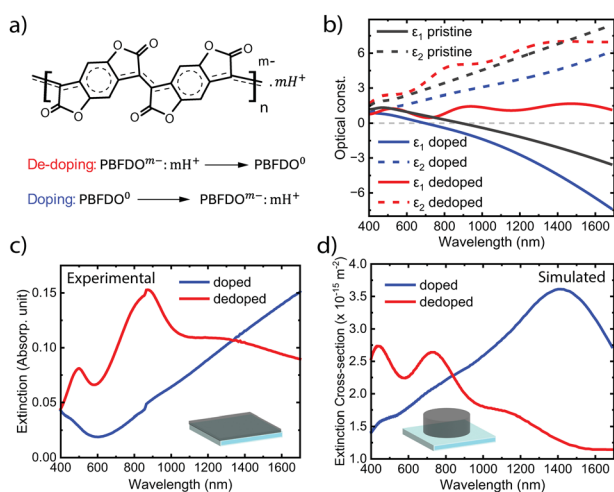 a)
O
O
O
O
O
O
O
O
m-
n
. mH⁺
De-doping: PBFDOᵐ⁻: mH⁺ ⟶ PBFDO⁰
Doping: PBFDO⁰ ⟶ PBFDOᵐ⁻: mH⁺
b)
ε₁ pristine
ε₂ pristine
ε₁ doped
ε₂ doped
ε₁ dedoped
ε₂ dedoped
Optical const.
6
3
0
−3
−6
400 600 800 1000 1200 1400 1600
Wavelength (nm)
c)
Experimental
doped
dedoped
Extinction (Absorp. unit)
0.15
0.10
0.05
0.00
400 600 800 1000 1200 1400 1600
Wavelength (nm)
d)
Simulated
doped
dedoped
Extinction Cross-section (x 10⁻¹⁵ m⁻²)
4.0
3.5
3.0
2.5
2.0
1.5
1.0
400 600 800 1000 1200 1400 1600
Wavelength (nm)